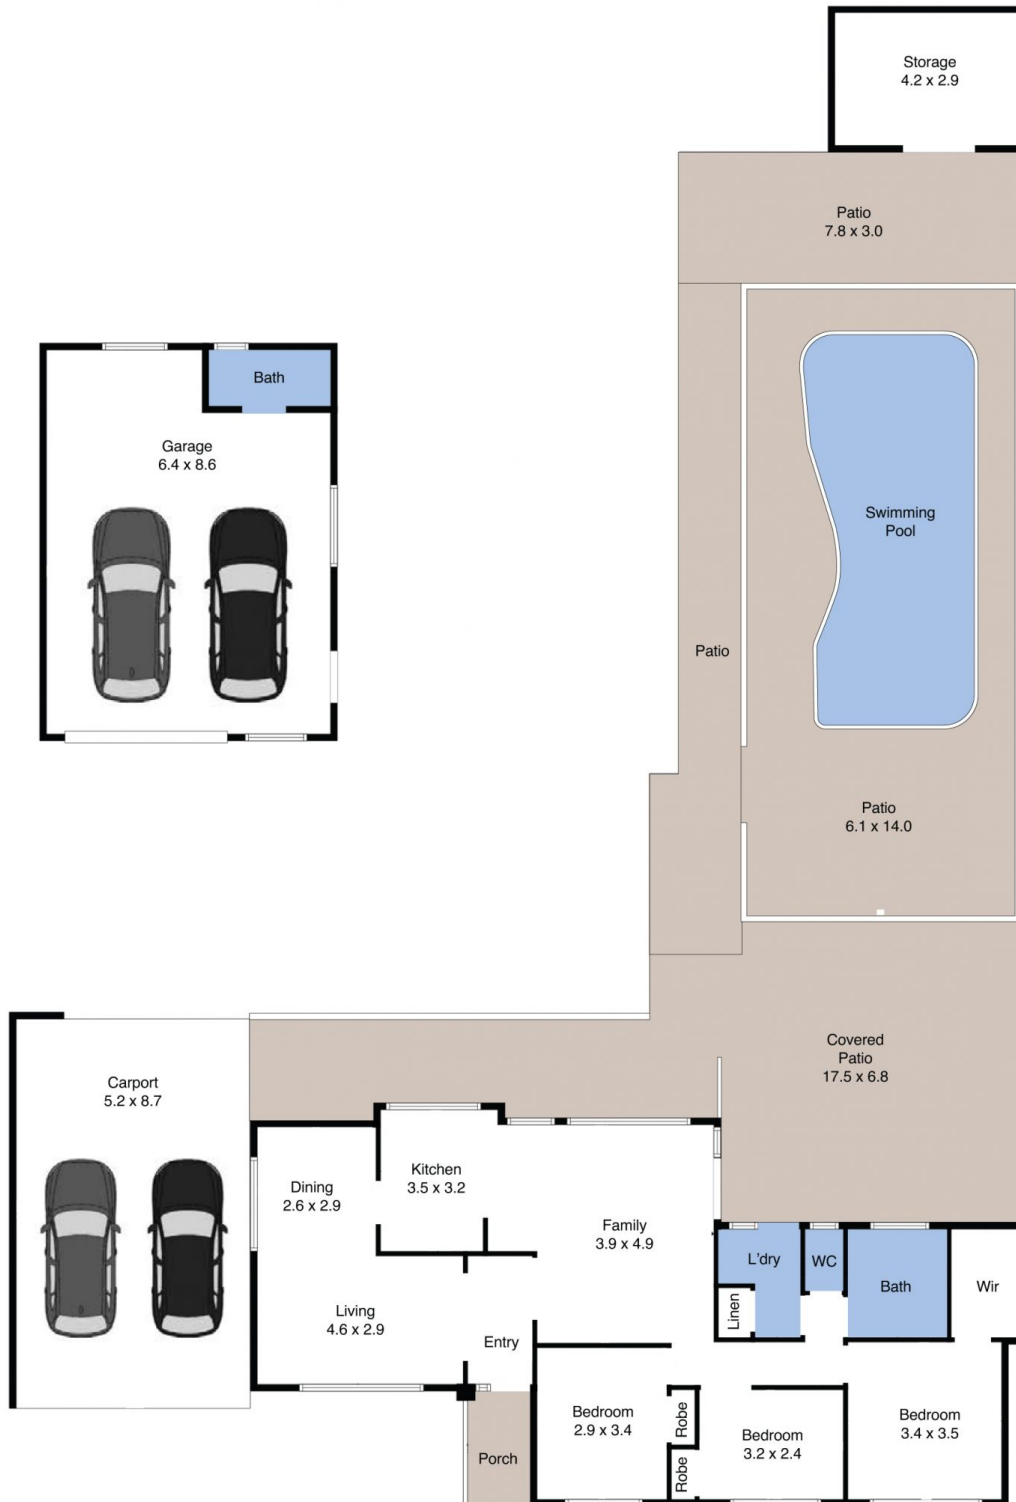 Storage
4.2 x 2.9
Patio
7.8 x 3.0
Bath
Garage
6.4 x 8.6
Swimming
Pool
Patio
Patio
6.1 x 14.0
Covered
Patio
17.5 x 6.8
Carport
5.2 x 8.7
Kitchen
3.5 x 3.2
Dining
2.6 x 2.9
Family
3.9 x 4.9
L'dry
WC
Bath
Wir
Linen
Living
4.6 x 2.9
Entry
Bedroom
2.9 x 3.4
Robe
Bedroom
3.2 x 2.4
Bedroom
3.4 x 3.5
Porch
Robe